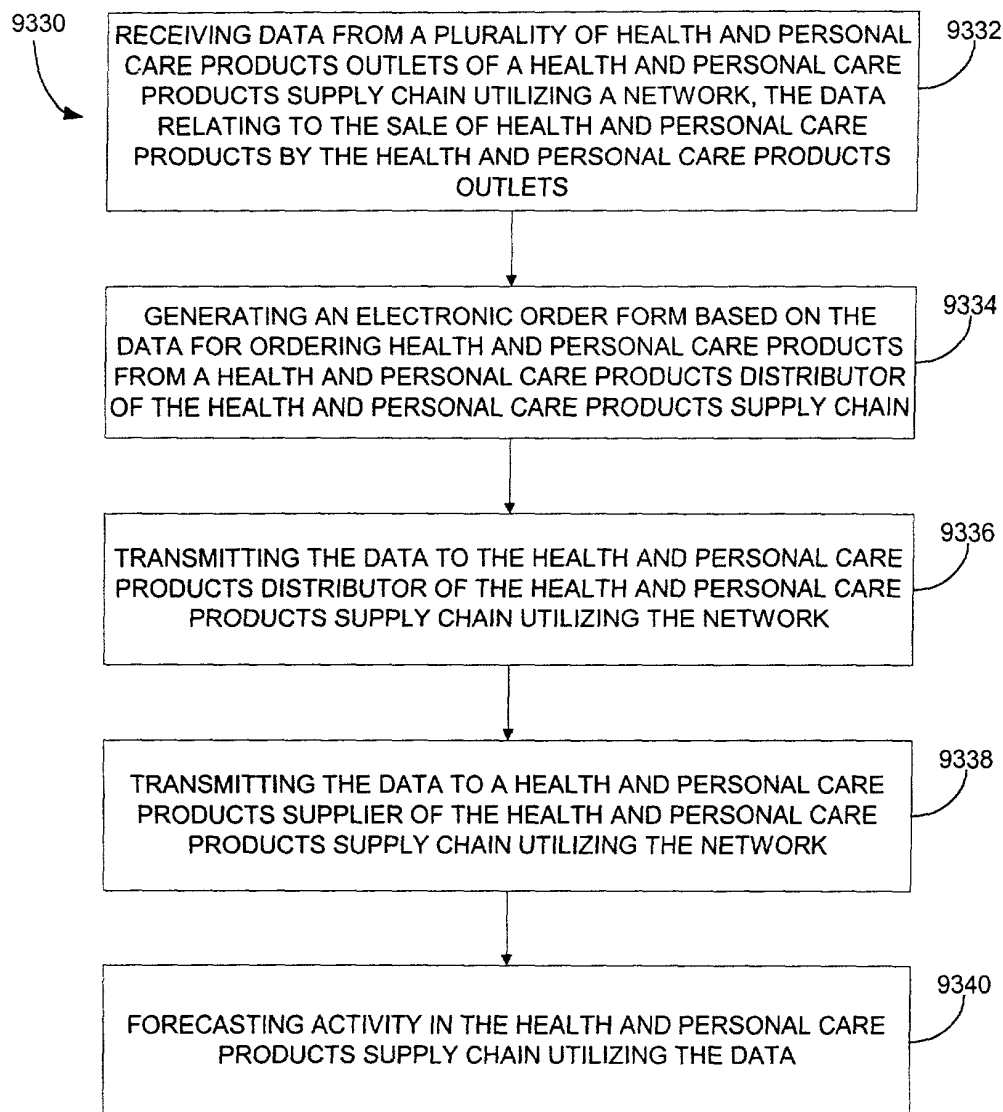 9330
RECEIVING DATA FROM A PLURALITY OF HEALTH AND PERSONAL
CARE PRODUCTS OUTLETS OF A HEALTH AND PERSONAL CARE
PRODUCTS SUPPLY CHAIN UTILIZING A NETWORK, THE DATA
RELATING TO THE SALE OF HEALTH AND PERSONAL CARE
PRODUCTS BY THE HEALTH AND PERSONAL CARE PRODUCTS
OUTLETS
9332
GENERATING AN ELECTRONIC ORDER FORM BASED ON THE
DATA FOR ORDERING HEALTH AND PERSONAL CARE PRODUCTS
FROM A HEALTH AND PERSONAL CARE PRODUCTS DISTRIBUTOR
OF THE HEALTH AND PERSONAL CARE PRODUCTS SUPPLY CHAIN
9334
TRANSMITTING THE DATA TO THE HEALTH AND PERSONAL CARE
PRODUCTS DISTRIBUTOR OF THE HEALTH AND PERSONAL CARE
PRODUCTS SUPPLY CHAIN UTILIZING THE NETWORK
9336
TRANSMITTING THE DATA TO A HEALTH AND PERSONAL CARE
PRODUCTS SUPPLIER OF THE HEALTH AND PERSONAL CARE
PRODUCTS SUPPLY CHAIN UTILIZING THE NETWORK
9338
FORECASTING ACTIVITY IN THE HEALTH AND PERSONAL CARE
PRODUCTS SUPPLY CHAIN UTILIZING THE DATA
9340